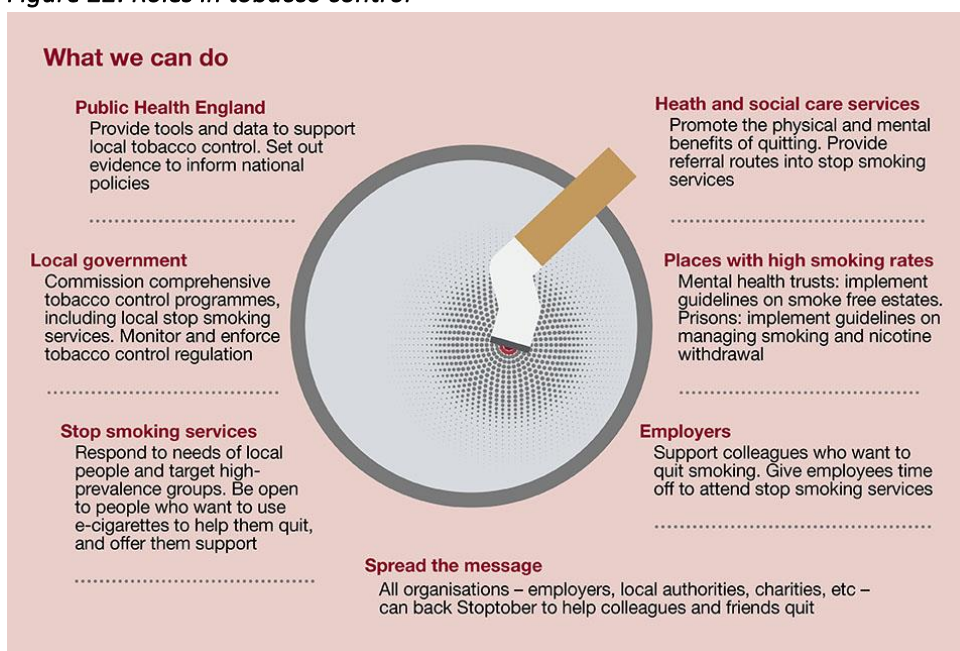 Figure 22: Roles in tobacco control
What we can do
Public Health England
Provide tools and data to support
local tobacco control. Set out
evidence to inform national
policies
Local government
Commission comprehensive
tobacco control programmes,
including local stop smoking
services. Monitor and enforce
tobacco control regulation
Stop smoking services
Respond to needs of local
people and target high-
prevalence groups. Be open
to people who want to use
e-cigarettes to help them quit,
and offer them support
Heath and social care services
Promote the physical and mental
benefits of quitting. Provide
referral routes into stop smoking
services
Places with high smoking rates
Mental health trusts: implement
guidelines on smoke free estates.
Prisons: implement guidelines on
managing smoking and nicotine
withdrawal
Employers
Support colleagues who want to
quit smoking. Give employees time
off to attend stop smoking services
Spread the message
All organisations – employers, local authorities, charities, etc –
can back Stoptober to help colleagues and friends quit